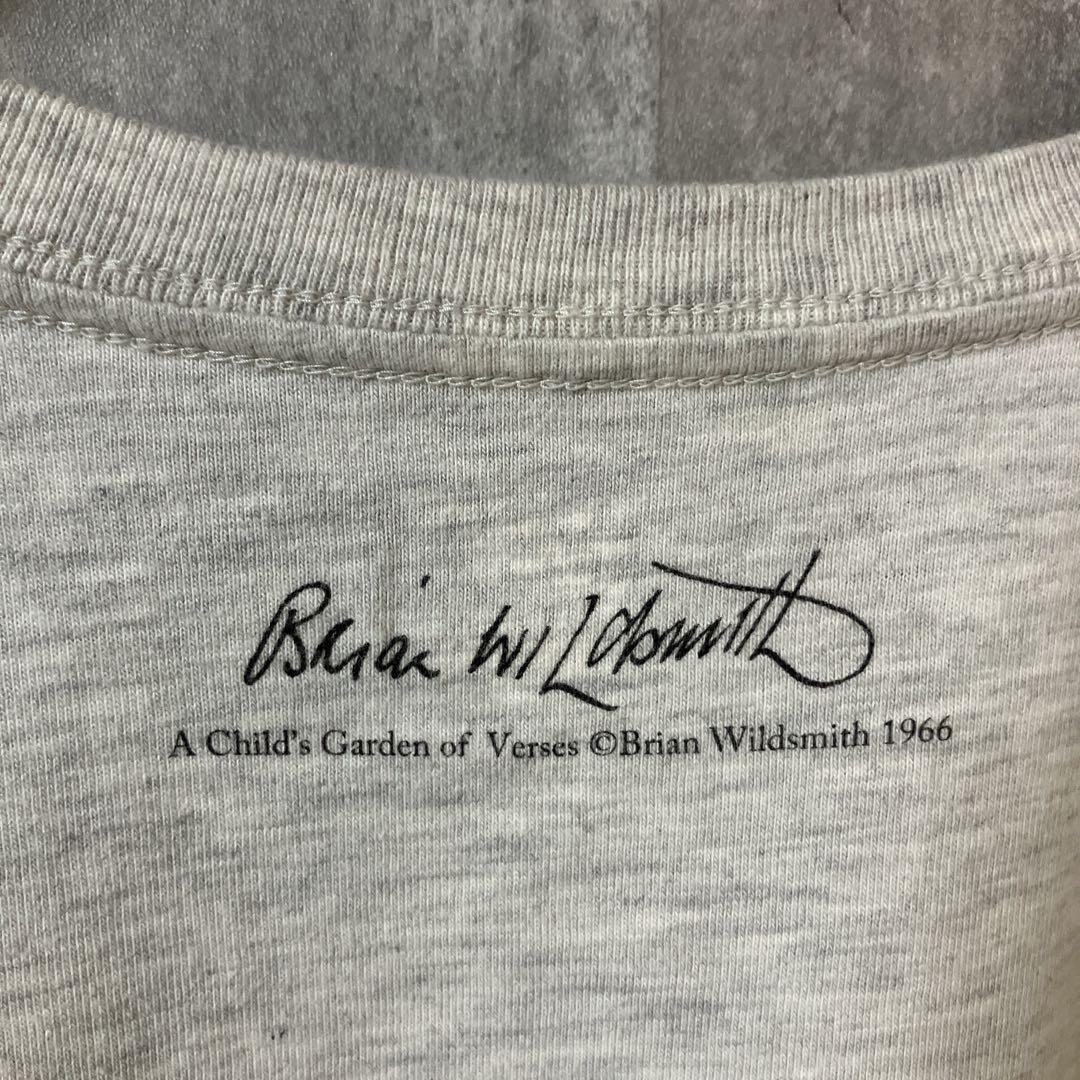 Brian Wildsmith
A Child's Garden of Verses ©Brian Wildsmith 1966